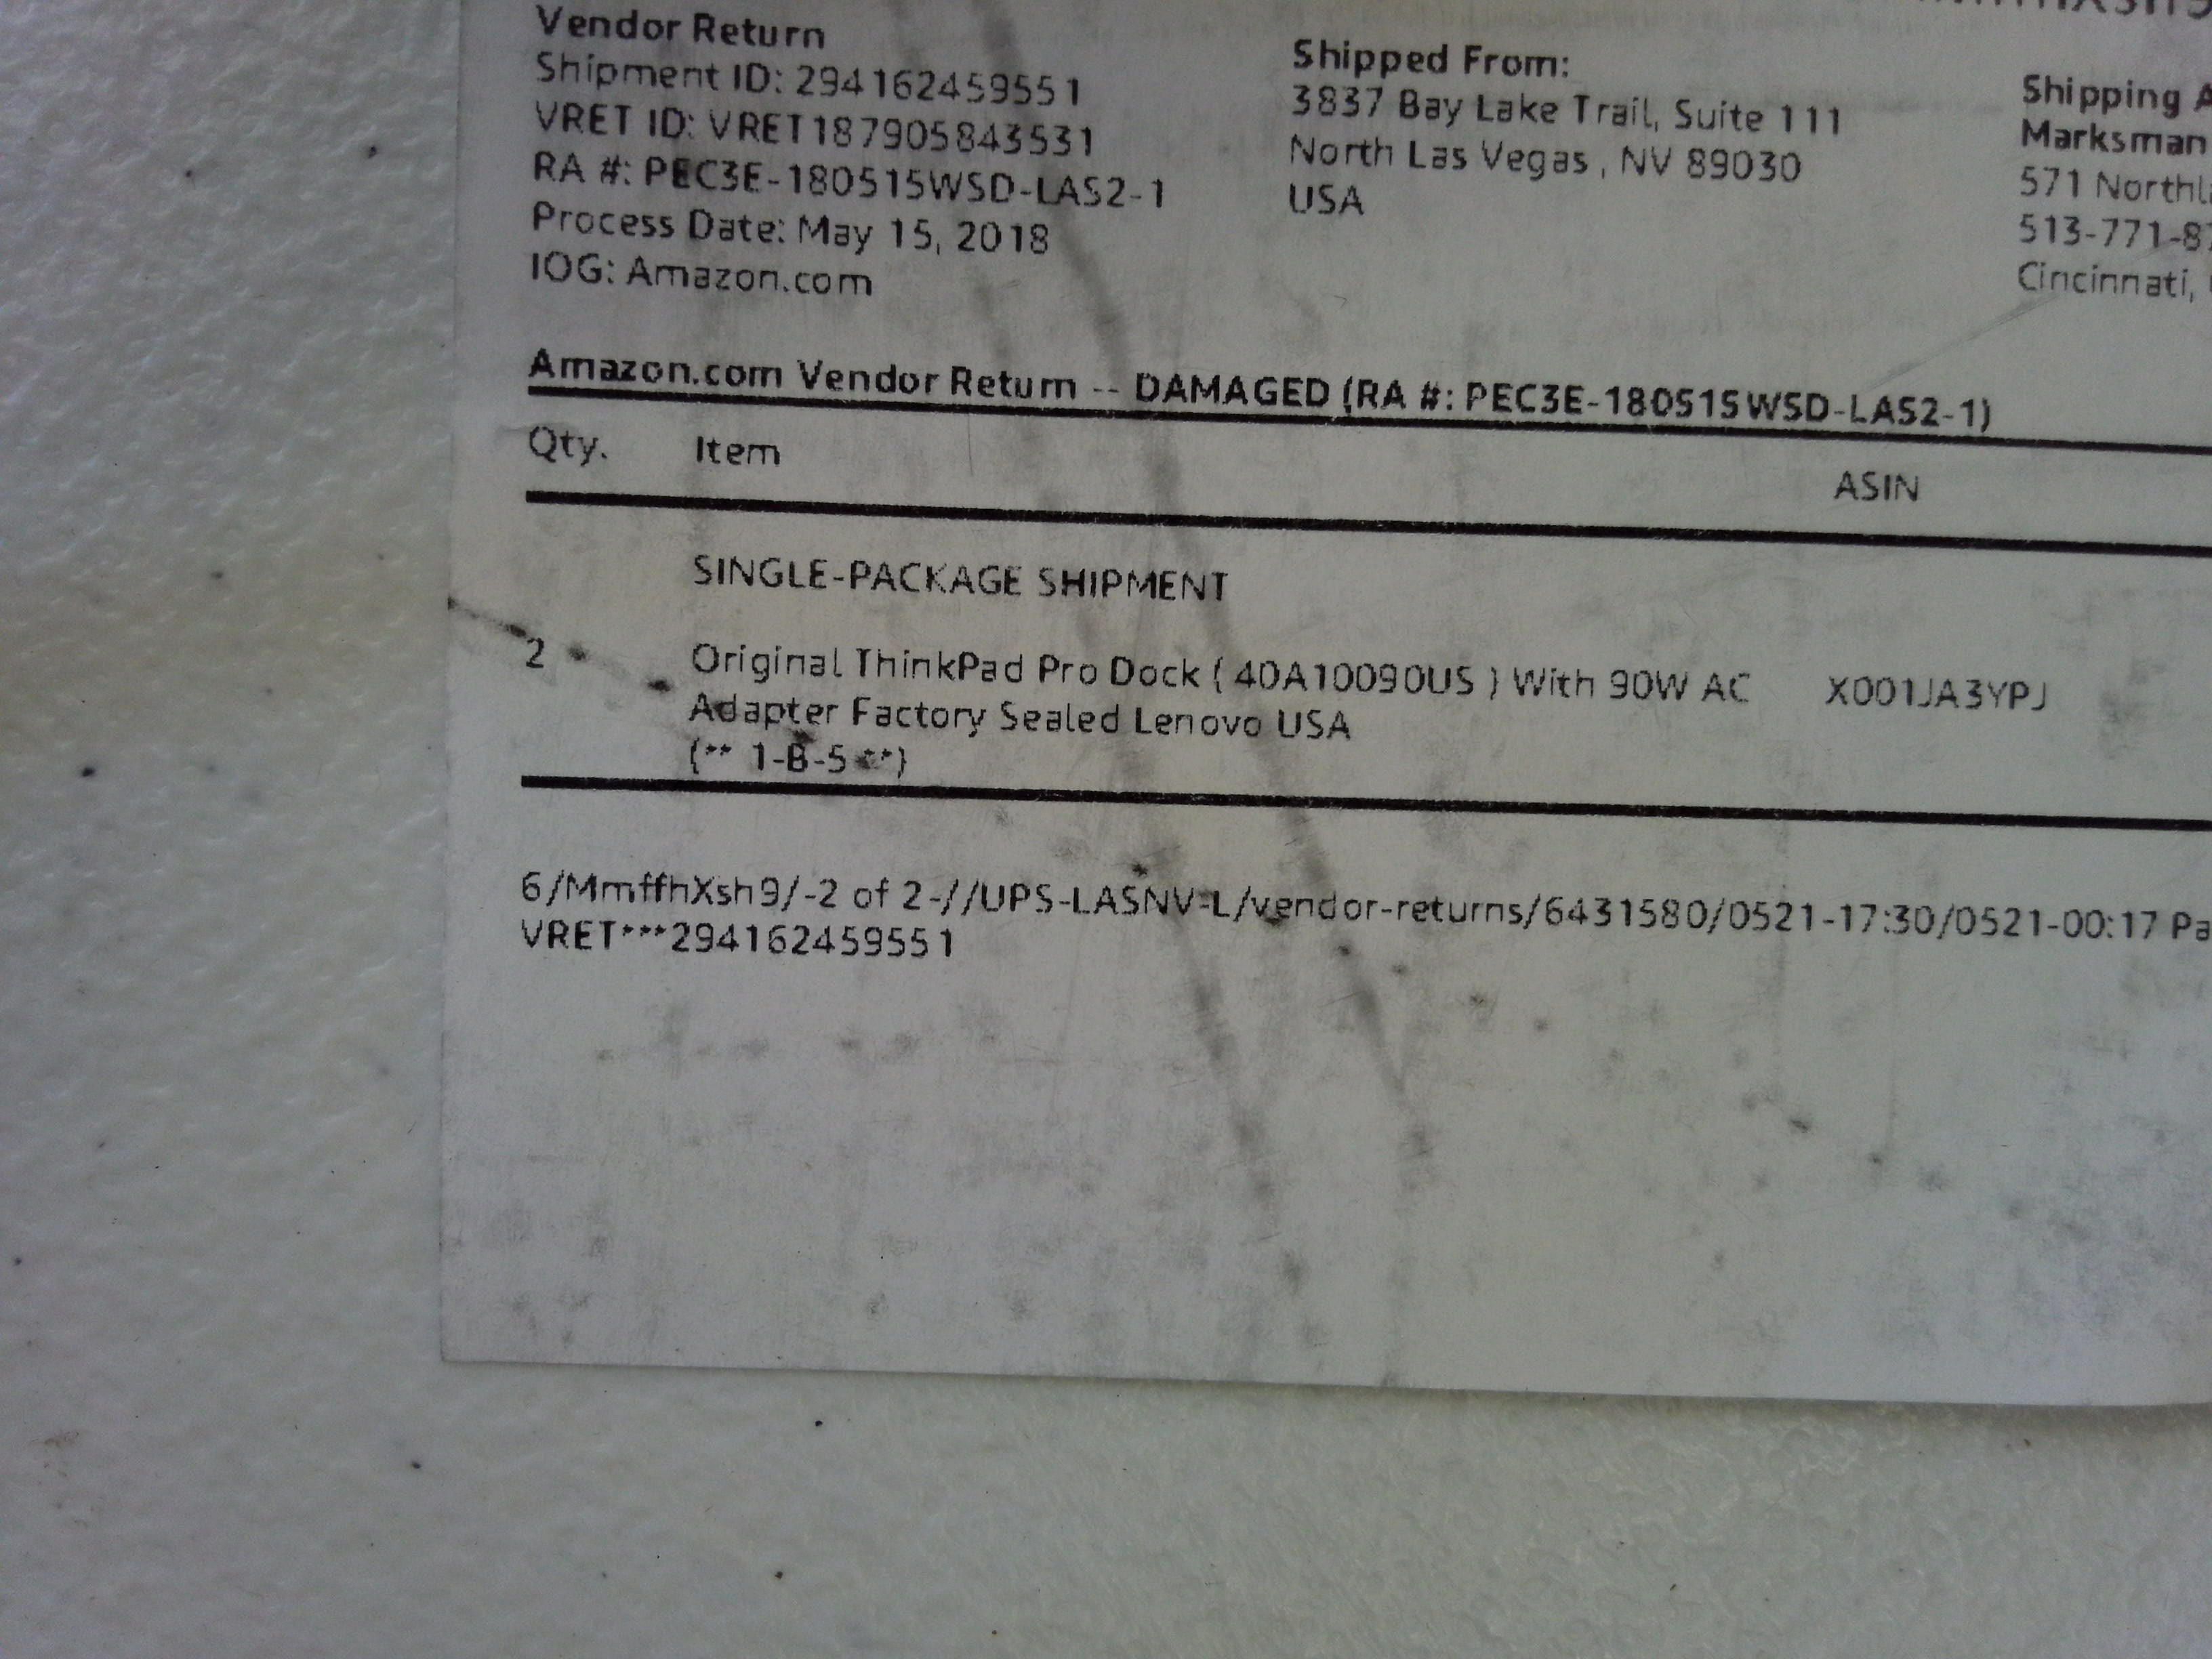 Vendor Return
Shipment ID: 294162459551
VRET ID: VRET187905843531
RA #: PEC3E-180515WSD-LAS2-1
Process Date: May 15, 2018
IOG: Amazon.com
Shipped From:
3837 Bay Lake Trail, Suite 111
North Las Vegas, NV 89030
USA
Shipping
Marksman
571
513-771-
Cincinnati,
Amazon.com Vendor Return -- DAMAGED (RA #: PEC3E-180515WSD-LAS2-1)
Qty. Item ASIN
SINGLE-PACKAGE SHIPMENT
2 Original ThinkPad Pro Dock ( 40A10090US ) With 90W AC X001JA3YPJ
Adapter Factory Sealed Lenovo USA
(** 1-B-5 **)
6/MmffhXsh9/-2 of 2-//UPS-LASNV-L/vendor-returns/6431580/0521-17:30/0521-00:17
VRET***294162459551